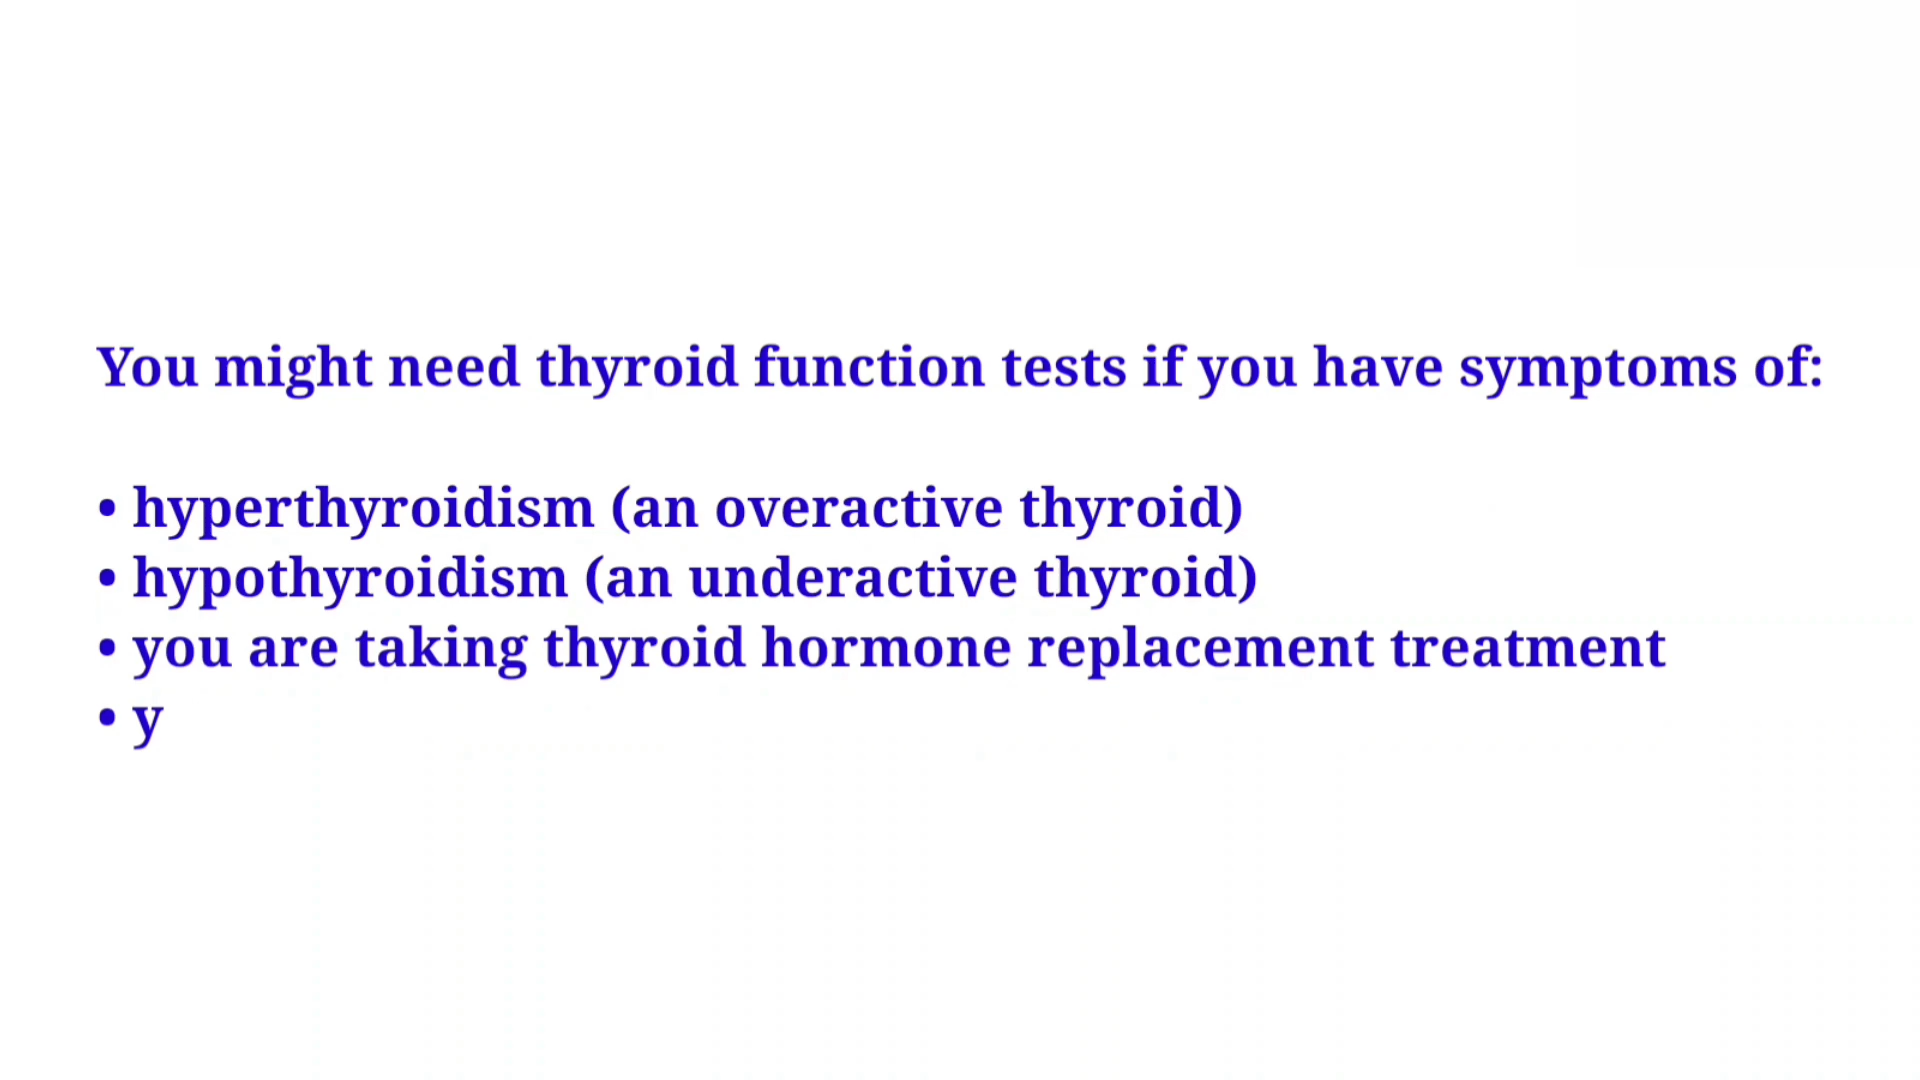 You might need thyroid function tests if you have symptoms of:
• hyperthyroidism (an overactive thyroid)
• hypothyroidism (an underactive thyroid)
• you are taking thyroid hormone replacement treatment
• y